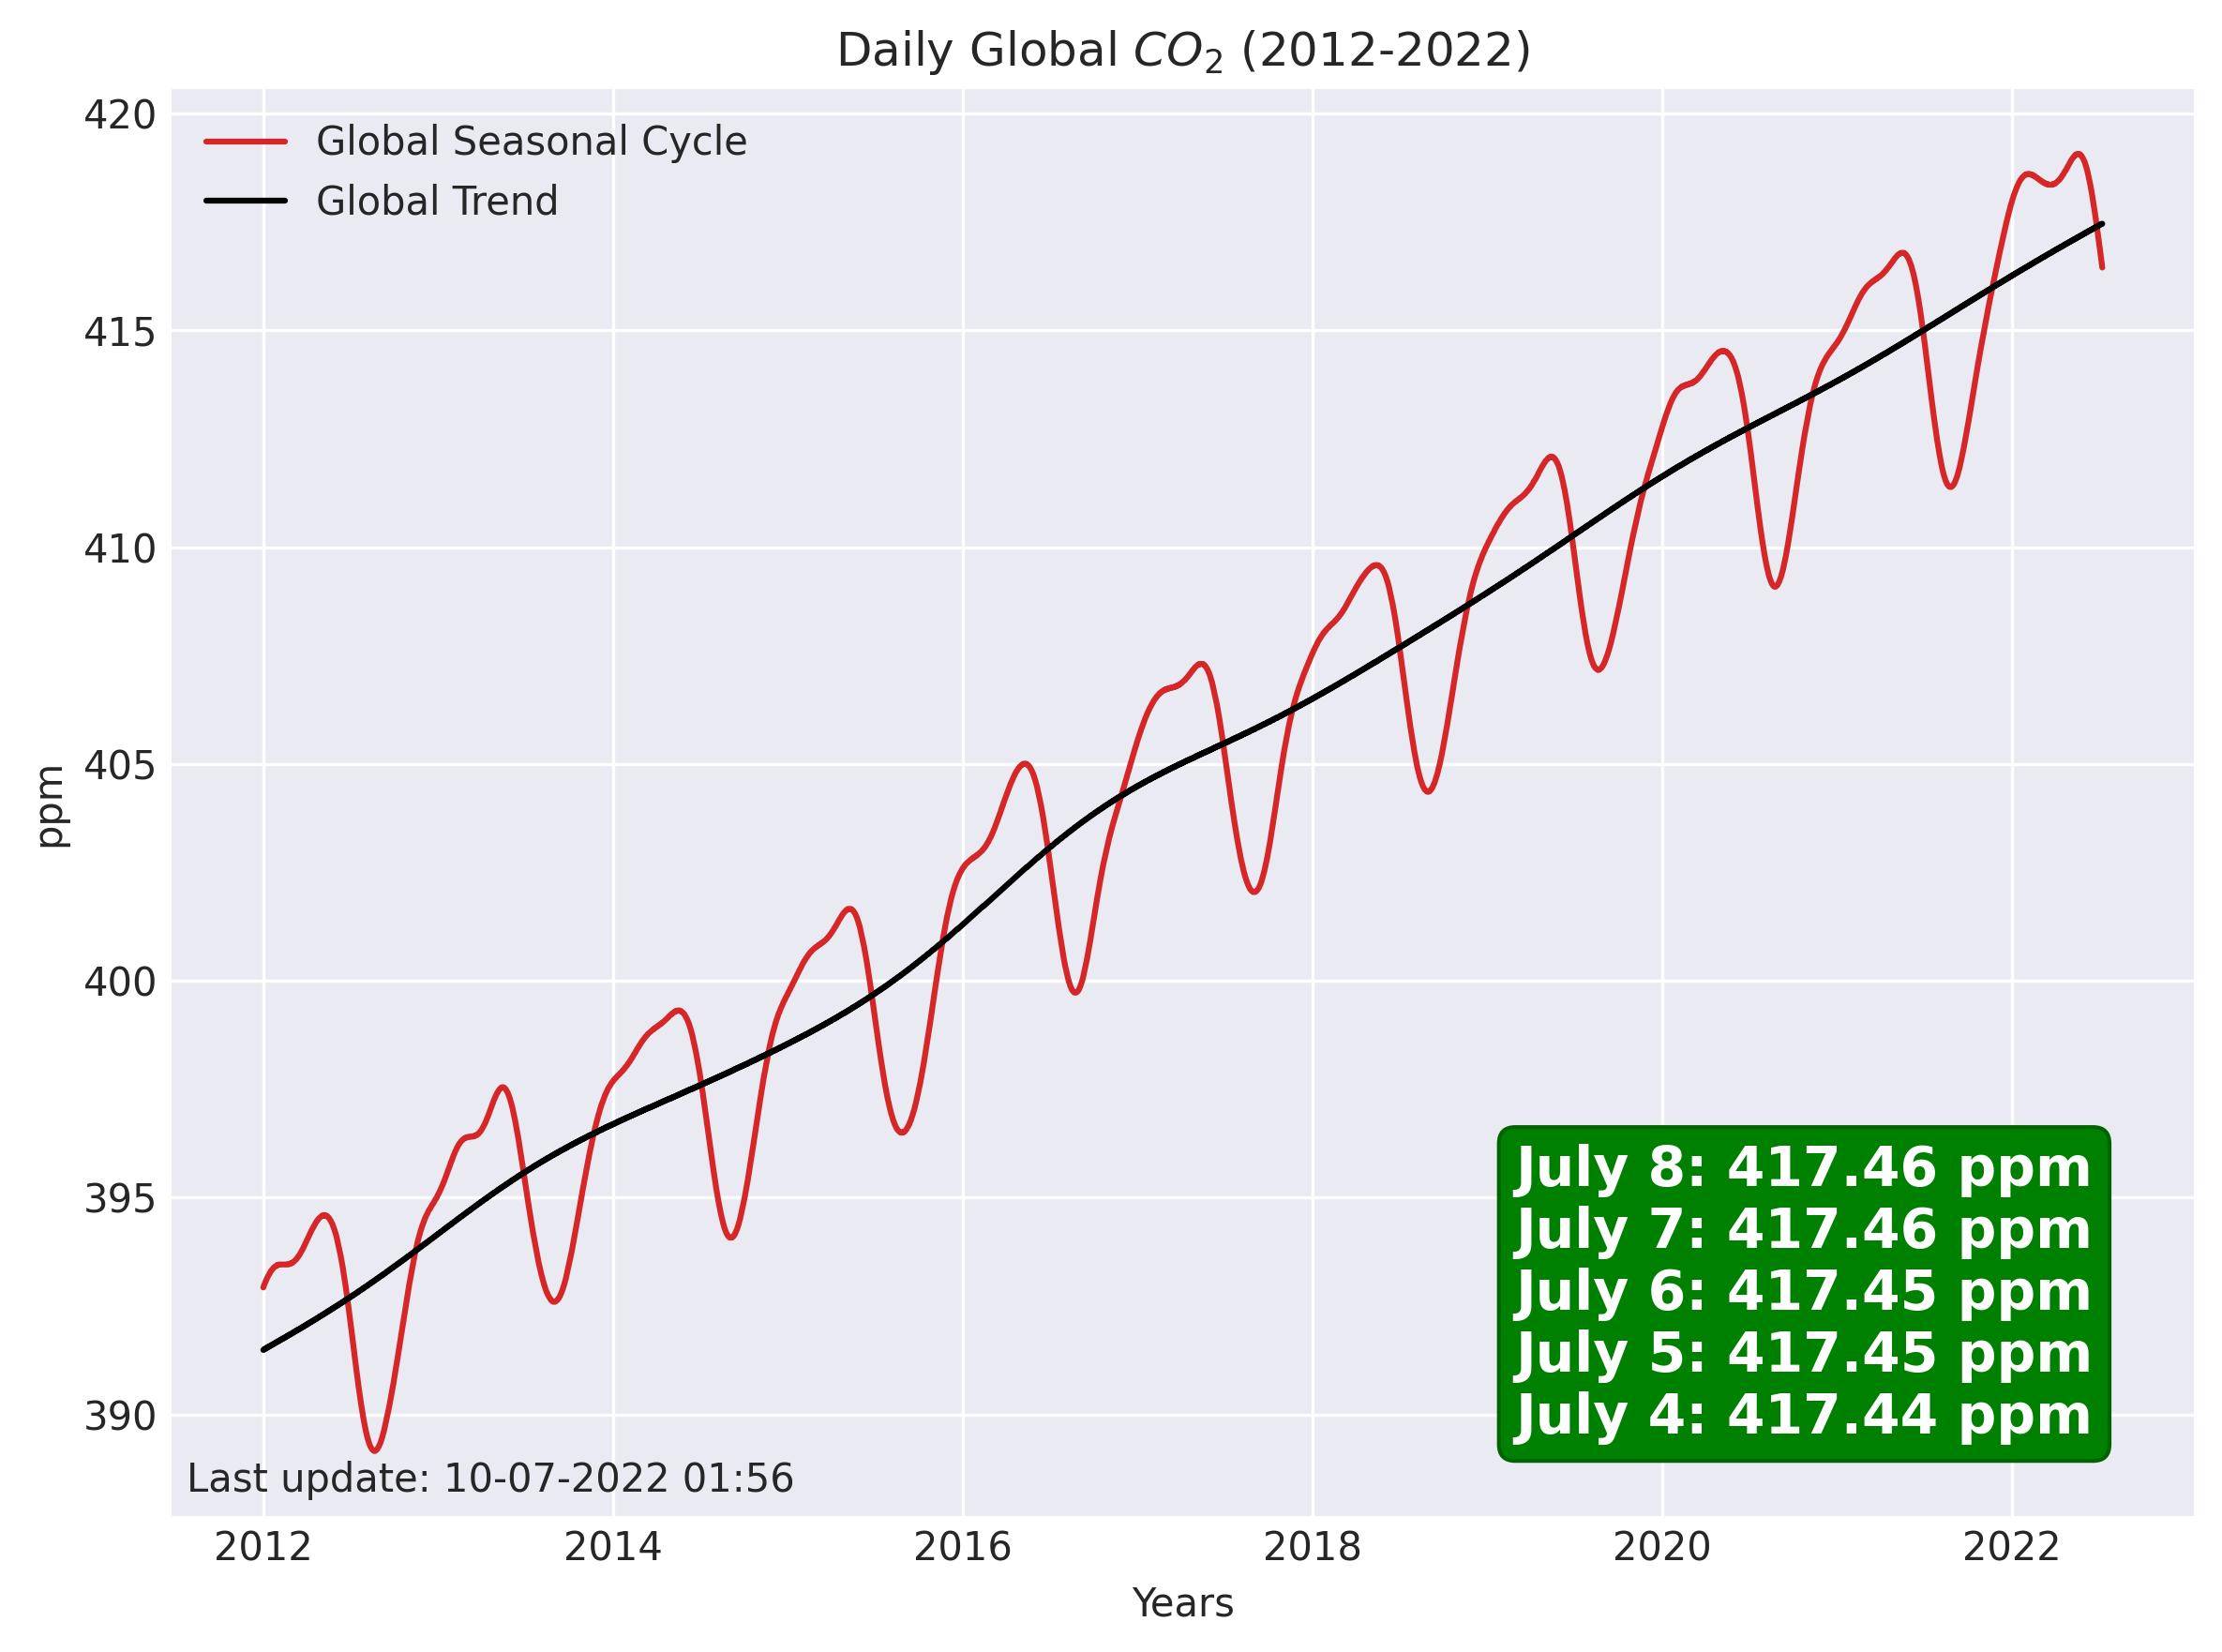 Daily Global CO₂ (2012-2022)
420
415
410
405
400
395
390
ppm
Global Seasonal Cycle
Global Trend
July 8: 417.46 ppm
July 7: 417.46 ppm
July 6: 417.45 ppm
July 5: 417.45 ppm
July 4: 417.44 ppm
Last update: 10-07-2022 01:56
2012 2014 2016 2018 2020 2022
Years